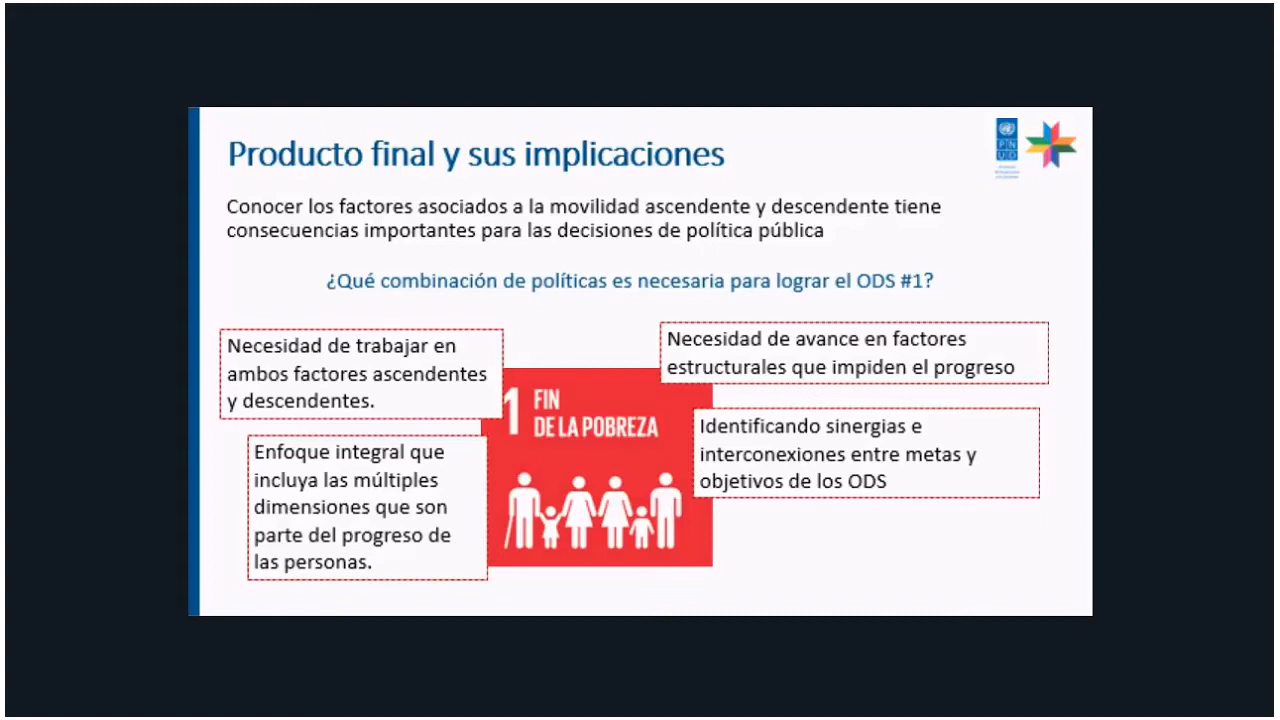 Producto final y sus implicaciones
P N
U D
Conocer los factores asociados a la movilidad ascendente y descendente tiene
consecuencias importantes para las decisiones de política pública
¿Qué combinación de políticas es necesaria para lograr el ODS #1?
Necesidad de trabajar en
ambos factores ascendentes
y descendentes.
Enfoque integral que
incluya las múltiples
dimensiones que son
parte del progreso de
las personas.
1 FIN
DE LA POBREZA
Necesidad de avance en factores
estructurales que impiden el progreso
Identificando sinergias e
interconexiones entre metas y
objetivos de los ODS